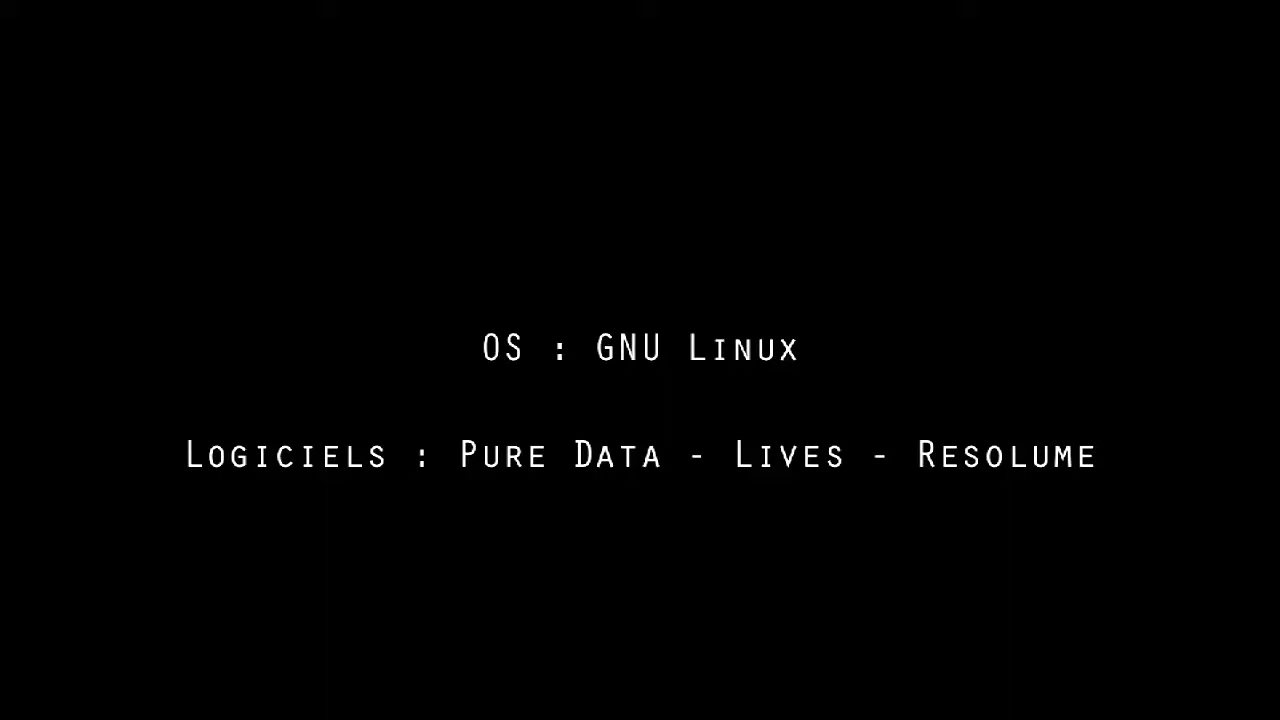 OS : GNU Linux
Logiciels : Pure Data - Lives - Resolume